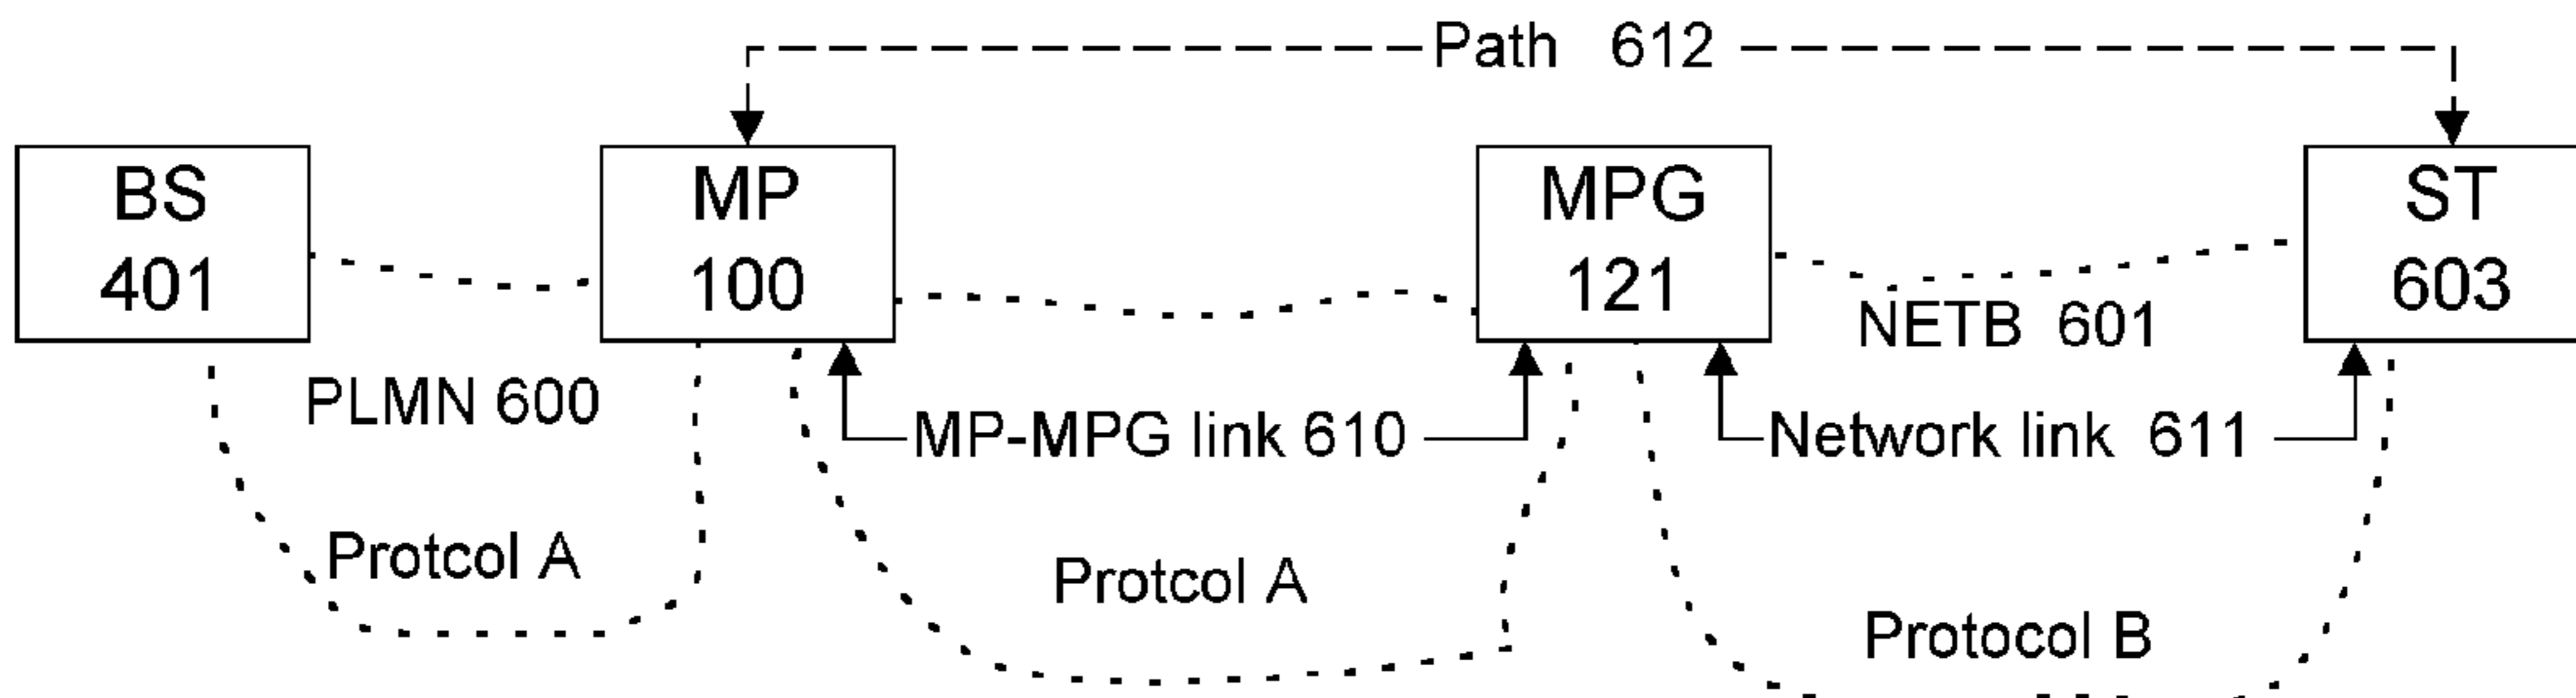 Path 612
BS
401
MP
100
MPG
121
ST
603
NETB 601
PLMN 600
MP-MPG link 610
Network link 611
Protcol A
Protcol A
Protocol B